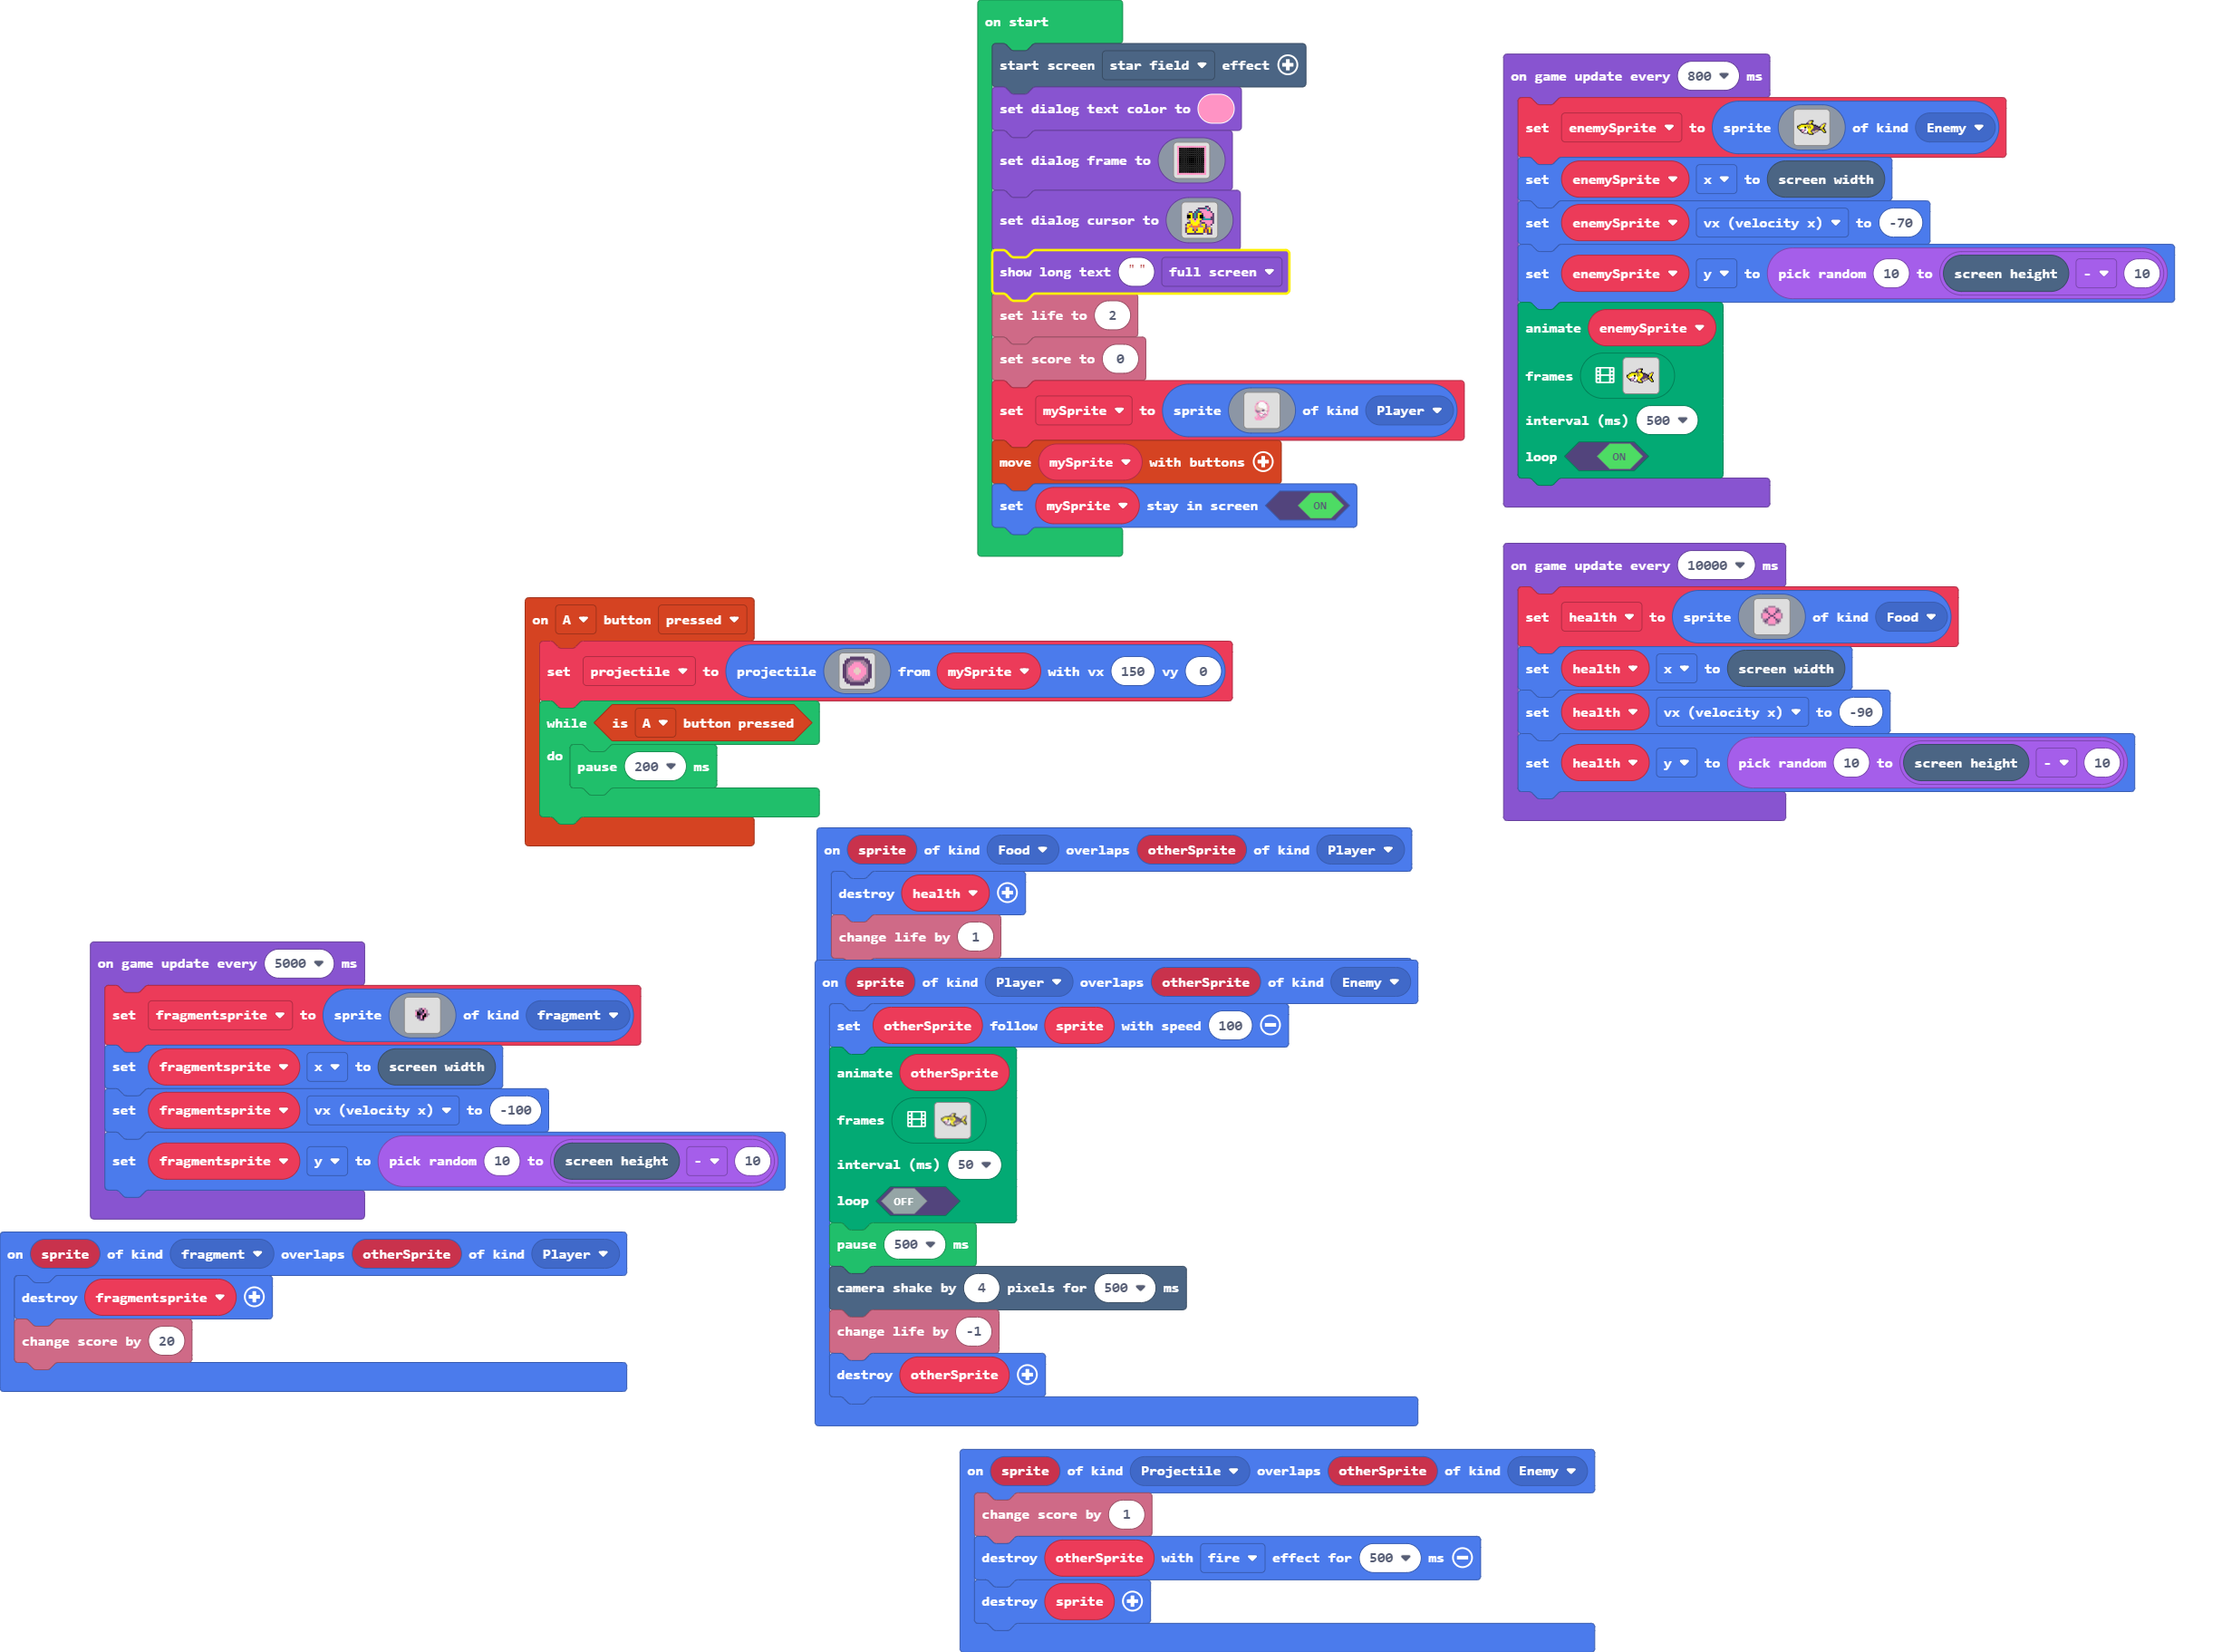 on start
start screen star field effect
set dialog text color to
set dialog frame to
set dialog cursor to
show long text " " full screen
set life to 2
set score to 0
set mySprite to sprite of kind Player
move mySprite with buttons
set mySprite stay in screen ON
on game update every 800 ms
set enemySprite to sprite of kind Enemy
set enemySprite x to screen width
set enemySprite vx (velocity x) to -70
set enemySprite y to pick random 10 to screen height - 10
animate enemySprite
frames
interval (ms) 500
loop ON
on game update every 10000 ms
set health to sprite of kind Food
set health x to screen width
set health vx (velocity x) to -90
set health y to pick random 10 to screen height - 10
on A button pressed
set projectile to projectile from mySprite with vx 150 vy 0
while is A button pressed
do pause 200 ms
on sprite of kind Food overlaps otherSprite of kind Player
destroy health
change life by 1
on game update every 5000 ms
set fragmentsprite to sprite of kind fragment
set fragmentsprite x to screen width
set fragmentsprite vx (velocity x) to -100
set fragmentsprite y to pick random 10 to screen height - 10
on sprite of kind fragment overlaps otherSprite of kind Player
destroy fragmentsprite
change score by 20
on sprite of kind Player overlaps otherSprite of kind Enemy
set otherSprite follow sprite with speed 100
animate otherSprite
frames
interval (ms) 50
loop OFF
pause 500 ms
camera shake by 4 pixels for 500 ms
change life by -1
destroy otherSprite
on sprite of kind Projectile overlaps otherSprite of kind Enemy
change score by 1
destroy otherSprite with fire effect for 500 ms
destroy sprite